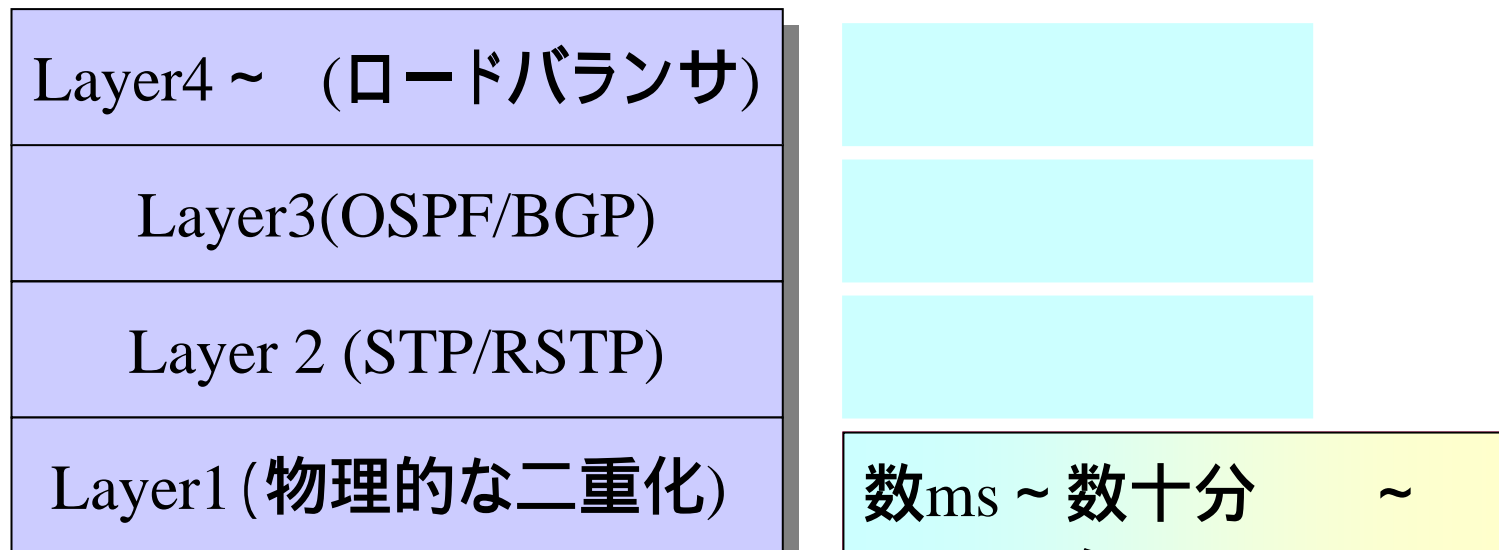 Layer4 ~ (ロードバランサ)
Layer3(OSPF/BGP)
Layer 2 (STP/RSTP)
Layer1 (物理的な二重化)
数ms ~ 数十分 ~